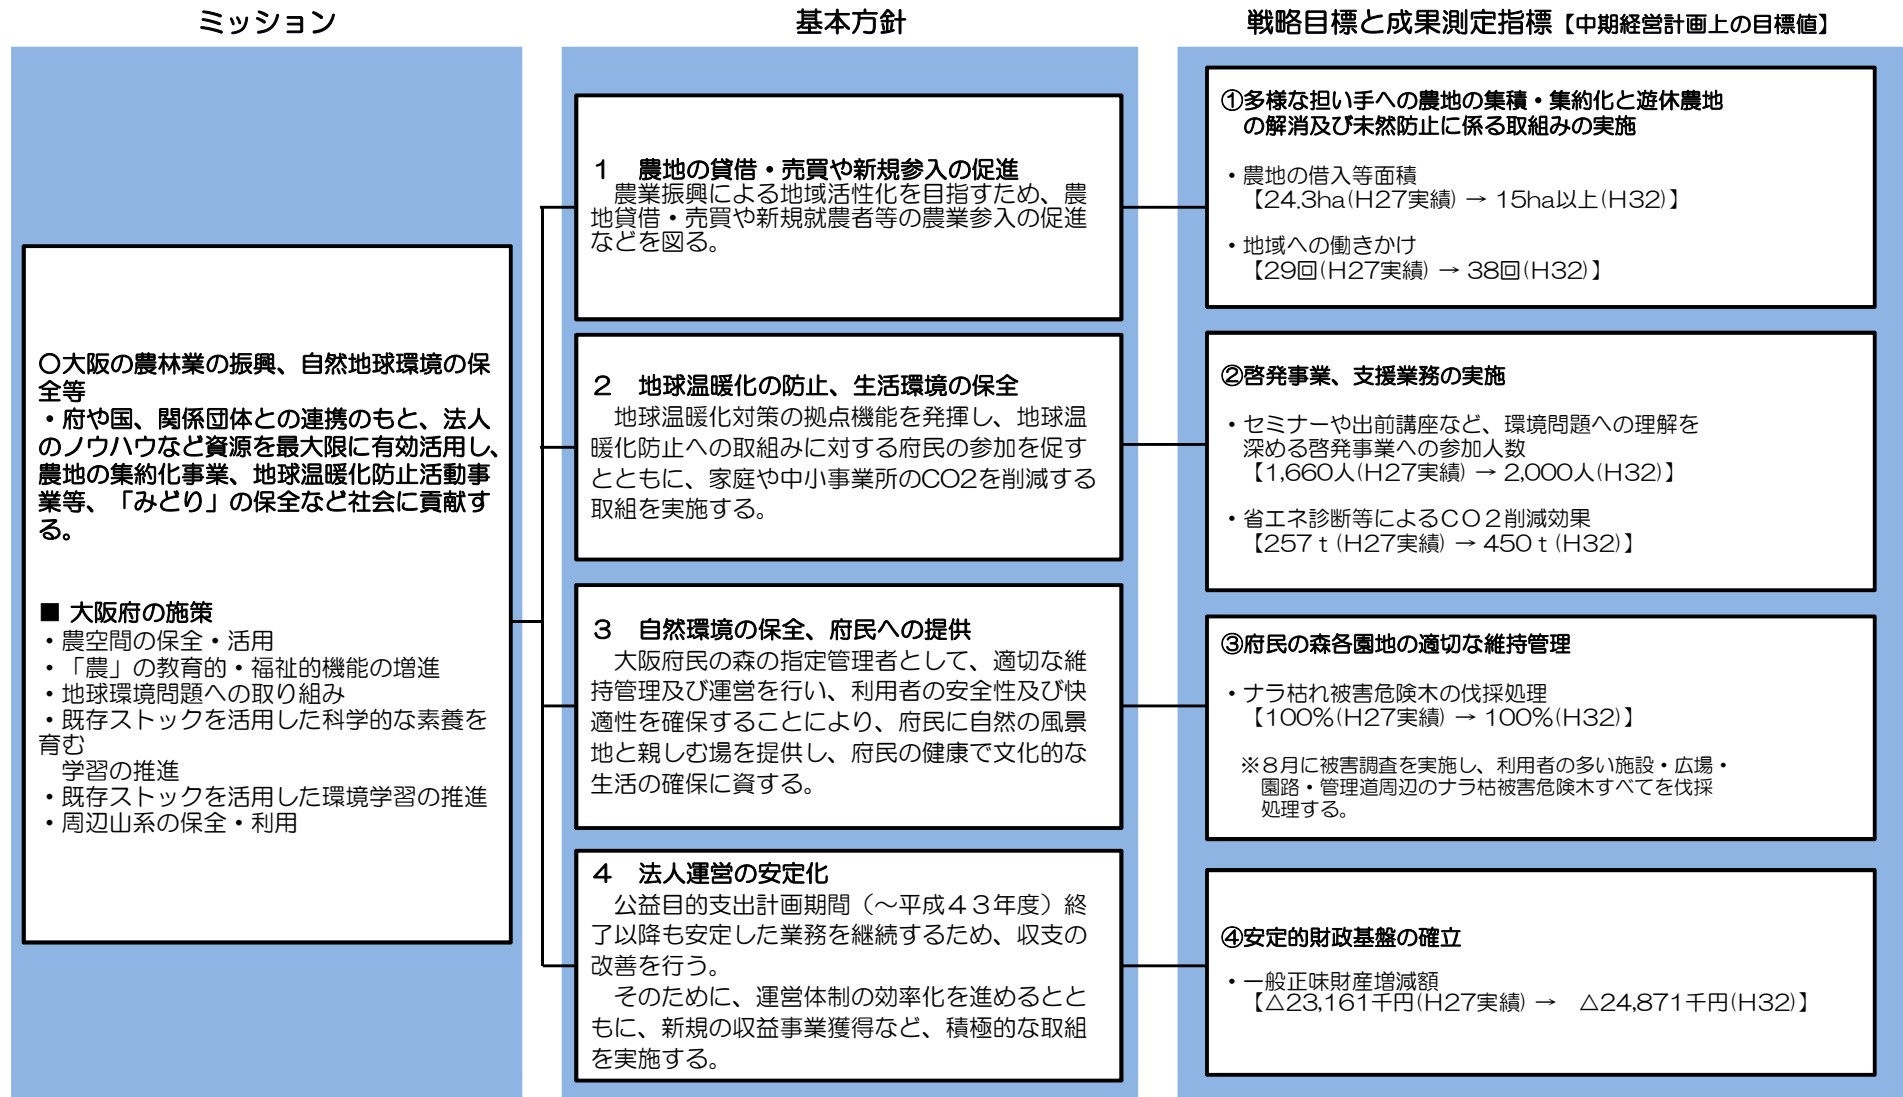 ミッション
〇大阪の農林業の振興、自然地球環境の保
全等
・府や国、関係団体との連携のもと、法人
のノウハウなど資源を最大限に有効活用し、
農地の集約化事業、地球温暖化防止活動事
業等、「みどり」の保全など社会に貢献す
る。
■ 大阪府の施策
・農空間の保全・活用
・「農」の教育的・福祉的機能の増進
・地球環境問題への取り組み
・既存ストックを活用した科学的な素養を
育む
学習の推進
・既存ストックを活用した環境学習の推進
・周辺山系の保全・利用
基本方針
１　農地の貸借・売買や新規参入の促進
農業振興による地域活性化を目指すため、農
地貸借・売買や新規就農者等の農業参入の促進
などを図る。
２　地球温暖化の防止、生活環境の保全
地球温暖化対策の拠点機能を発揮し、地球温
暖化防止への取組みに対する府民の参加を促す
とともに、家庭や中小事業所のCO2を削減する
取組を実施する。
３　自然環境の保全、府民への提供
大阪府民の森の指定管理者として、適切な維
持管理及び運営を行い、利用者の安全性及び快
適性を確保することにより、府民に自然の風景
地と親しむ場を提供し、府民の健康で文化的な
生活の確保に資する。
４　法人運営の安定化
公益目的支出計画期間（～平成４３年度）終
了以降も安定した業務を継続するため、収支の
改善を行う。
そのために、運営体制の効率化を進めるとと
もに、新規の収益事業獲得など、積極的な取組
を実施する。
戦略目標と成果測定指標【中期経営計画上の目標値】
①多様な担い手への農地の集積・集約化と遊休農地
の解消及び未然防止に係る取組みの実施
・農地の借入等面積
【24.3ha(H27実績) → 15ha以上(H32)】
・地域への働きかけ
【29回(H27実績) → 38回(H32)】
②啓発事業、支援業務の実施
・セミナーや出前講座など、環境問題への理解を
深める啓発事業への参加人数
【1,660人(H27実績) → 2,000人(H32)】
・省エネ診断等によるＣＯ２削減効果
【257ｔ(H27実績) → 450ｔ(H32)】
③府民の森各園地の適切な維持管理
・ナラ枯れ被害危険木の伐採処理
【100%(H27実績) → 100%(H32)】
※８月に被害調査を実施し、利用者の多い施設・広場・
園路・管理道周辺のナラ枯被害危険木すべてを伐採
処理する。
④安定的財政基盤の確立
・一般正味財産増減額
【△23,161千円(H27実績) →　△24,871千円(H32)】